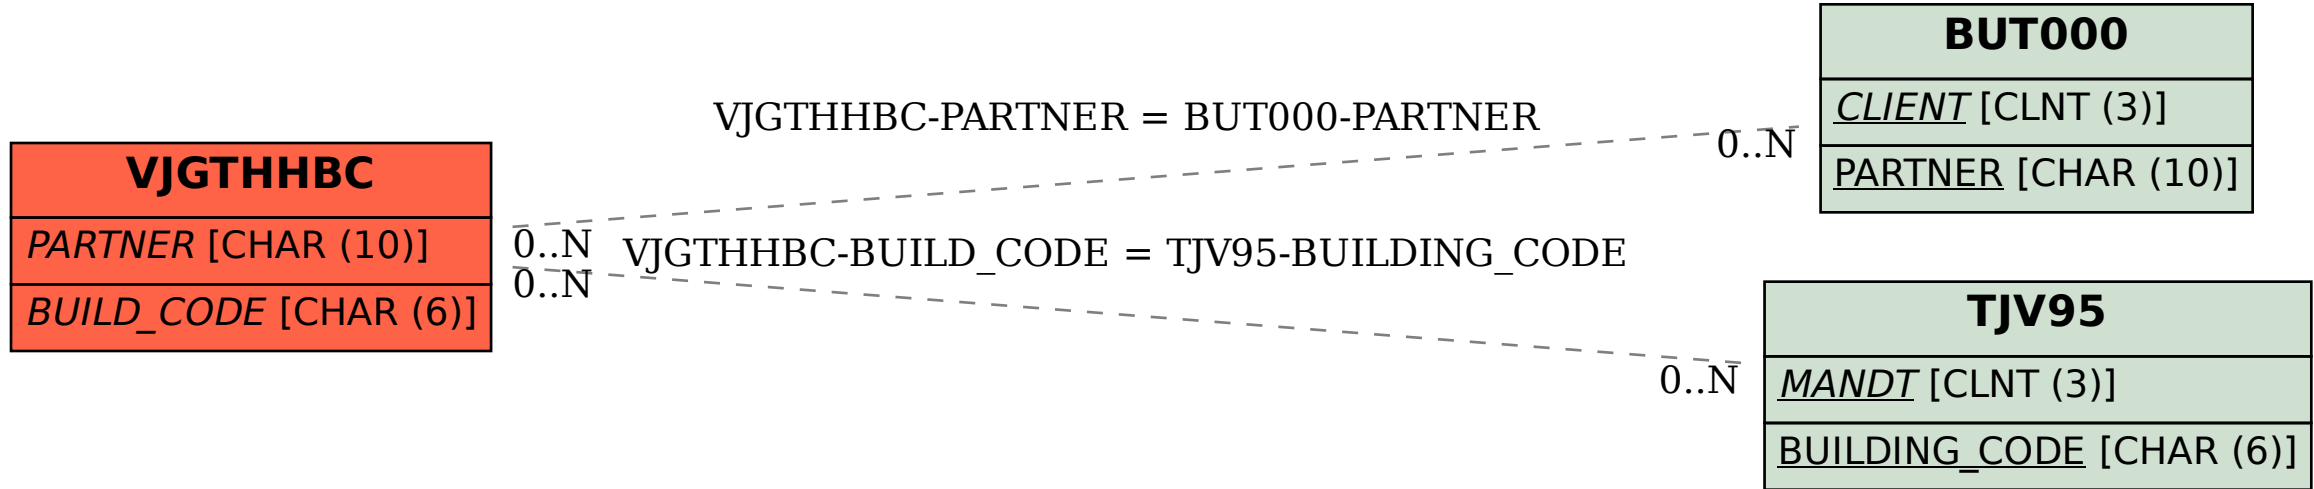 VJGTHHBC
PARTNER [CHAR (10)]
BUILD_CODE [CHAR (6)]
VJGTHHBC-PARTNER = BUT000-PARTNER
0..N
0..N
VJGTHHBC-BUILD_CODE = TJV95-BUILDING_CODE
0..N
0..N
BUT000
CLIENT [CLNT (3)]
PARTNER [CHAR (10)]
TJV95
MANDT [CLNT (3)]
BUILDING_CODE [CHAR (6)]